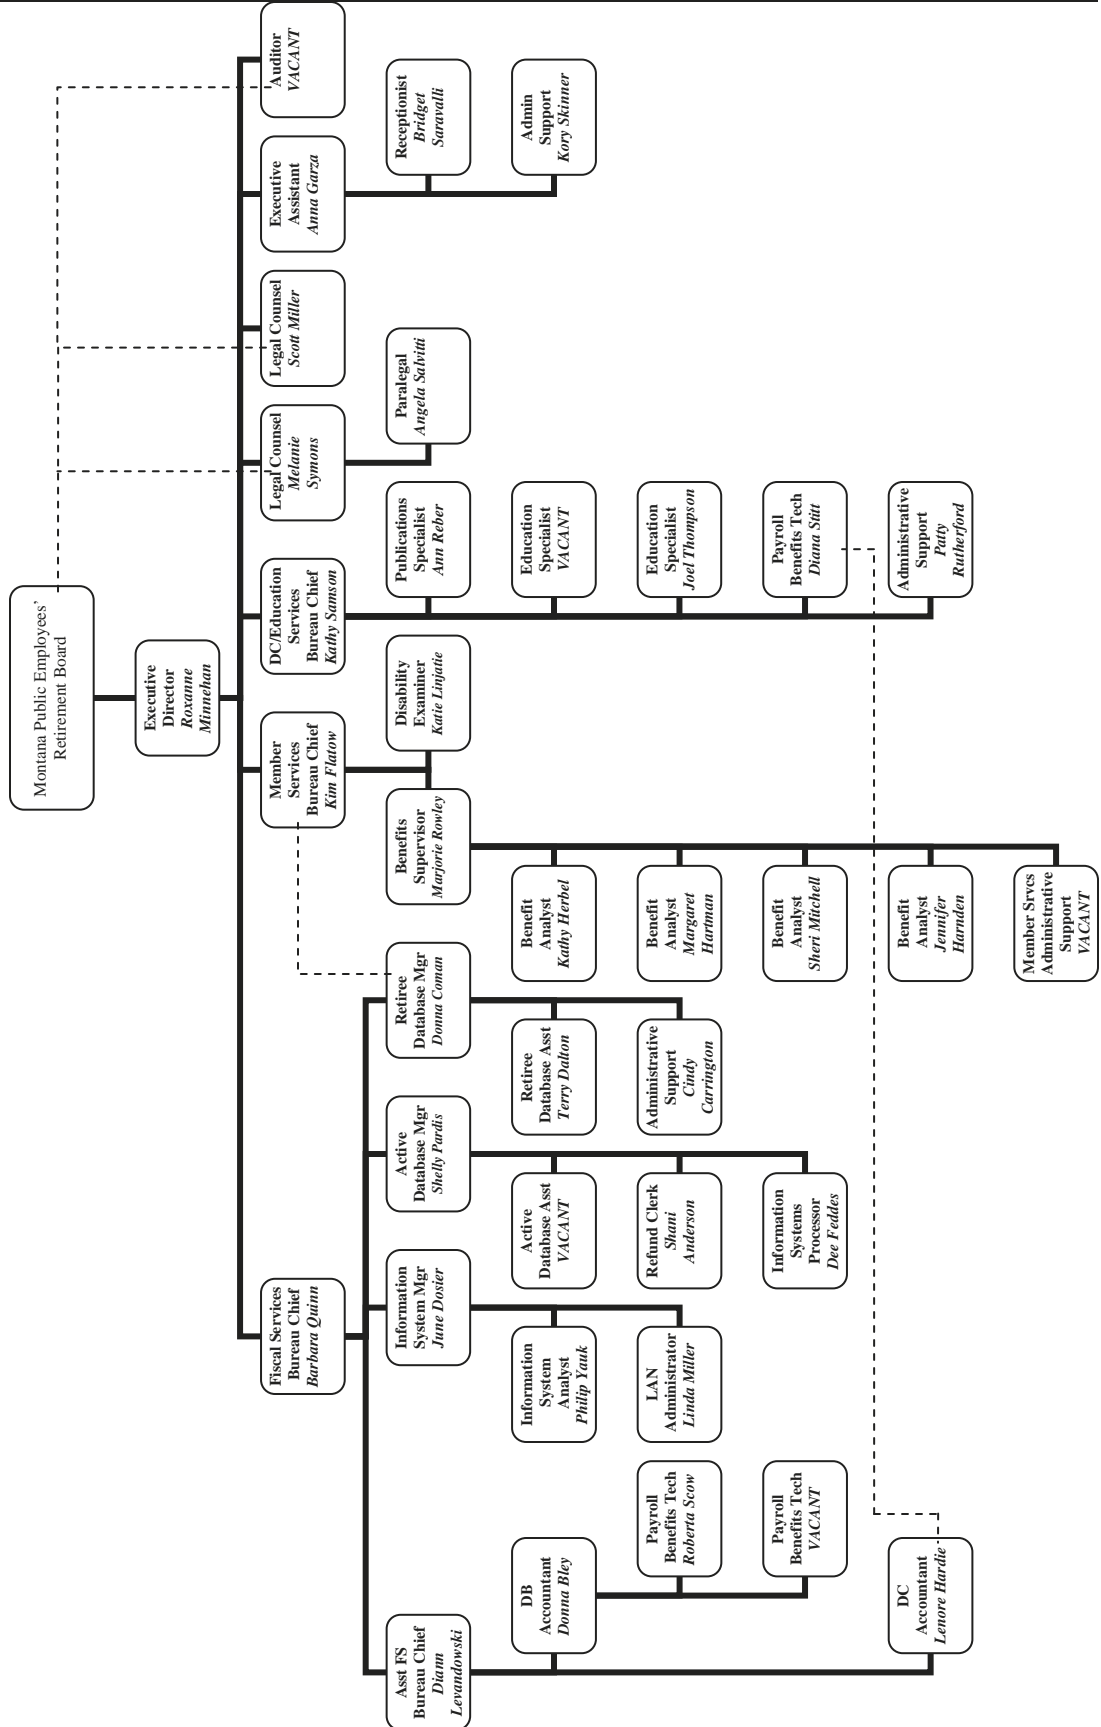 Montana Public Employees'
Retirement Board
Executive
Director
Roxanne
Minnehan
Fiscal Services
Bureau Chief
Barbara Quinn
Member
Services
Bureau Chief
Kim Flatow
DC/Education
Services
Bureau Chief
Kathy Samson
Legal Counsel
Melanie
Symons
Legal Counsel
Scott Miller
Executive
Assistant
Anna Garza
Auditor
VACANT
Asst FS
Bureau Chief
Diann
Levandowski
Information
System Mgr
June Dosier
Active
Database Mgr
Shelly Pardis
Retiree
Database Mgr
Donna Coman
Benefits
Supervisor
Marjorie Rowley
Disability
Examiner
Katie Linjatie
Publications
Specialist
Ann Reber
Paralegal
Angela Salvitti
Receptionist
Bridget
Saravalli
DB
Accountant
Donna Bley
Information
System
Analyst
Philip Yauk
Active
Database Asst
VACANT
Retiree
Database Asst
Terry Dalton
Benefit
Analyst
Kathy Herbel
Education
Specialist
VACANT
Admin
Support
Kory Skinner
Payroll
Benefits Tech
Roberta Scow
LAN
Administrator
Linda Miller
Refund Clerk
Shani
Anderson
Administrative
Support
Cindy
Carrington
Benefit
Analyst
Margaret
Hartman
Education
Specialist
Joel Thompson
Payroll
Benefits Tech
VACANT
Information
Systems
Processor
Dee Feddes
Benefit
Analyst
Sheri Mitchell
Payroll
Benefits Tech
Diana Stitt
DC
Accountant
Lenore Hardie
Benefit
Analyst
Jennifer
Harnden
Administrative
Support
Patty
Rutherford
Member Srvcs
Administrative
Support
VACANT